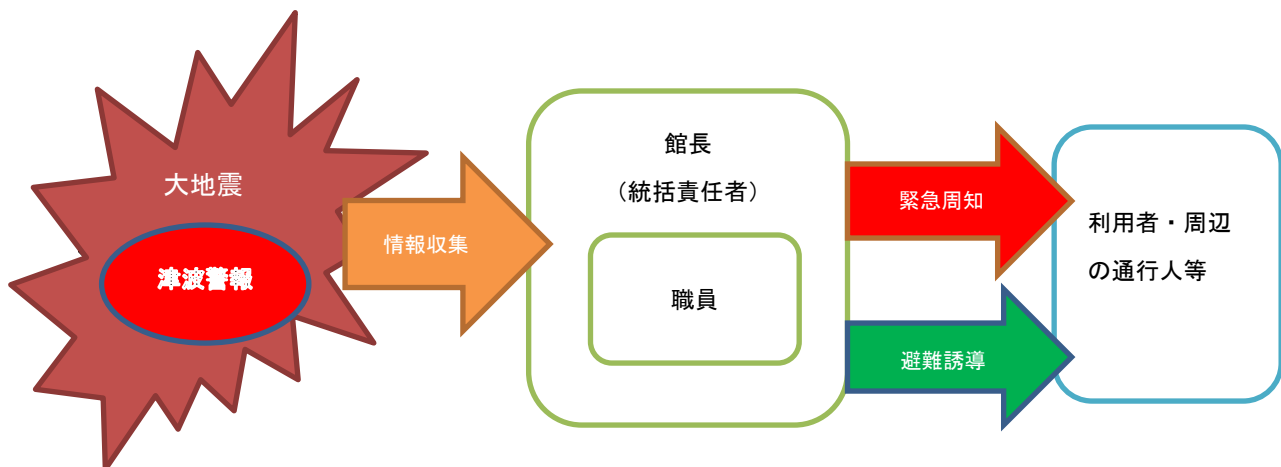 大地震
津波警報
情報収集
館長
（統括責任者）
職員
緊急周知
避難誘導
利用者・周辺
の通行人等